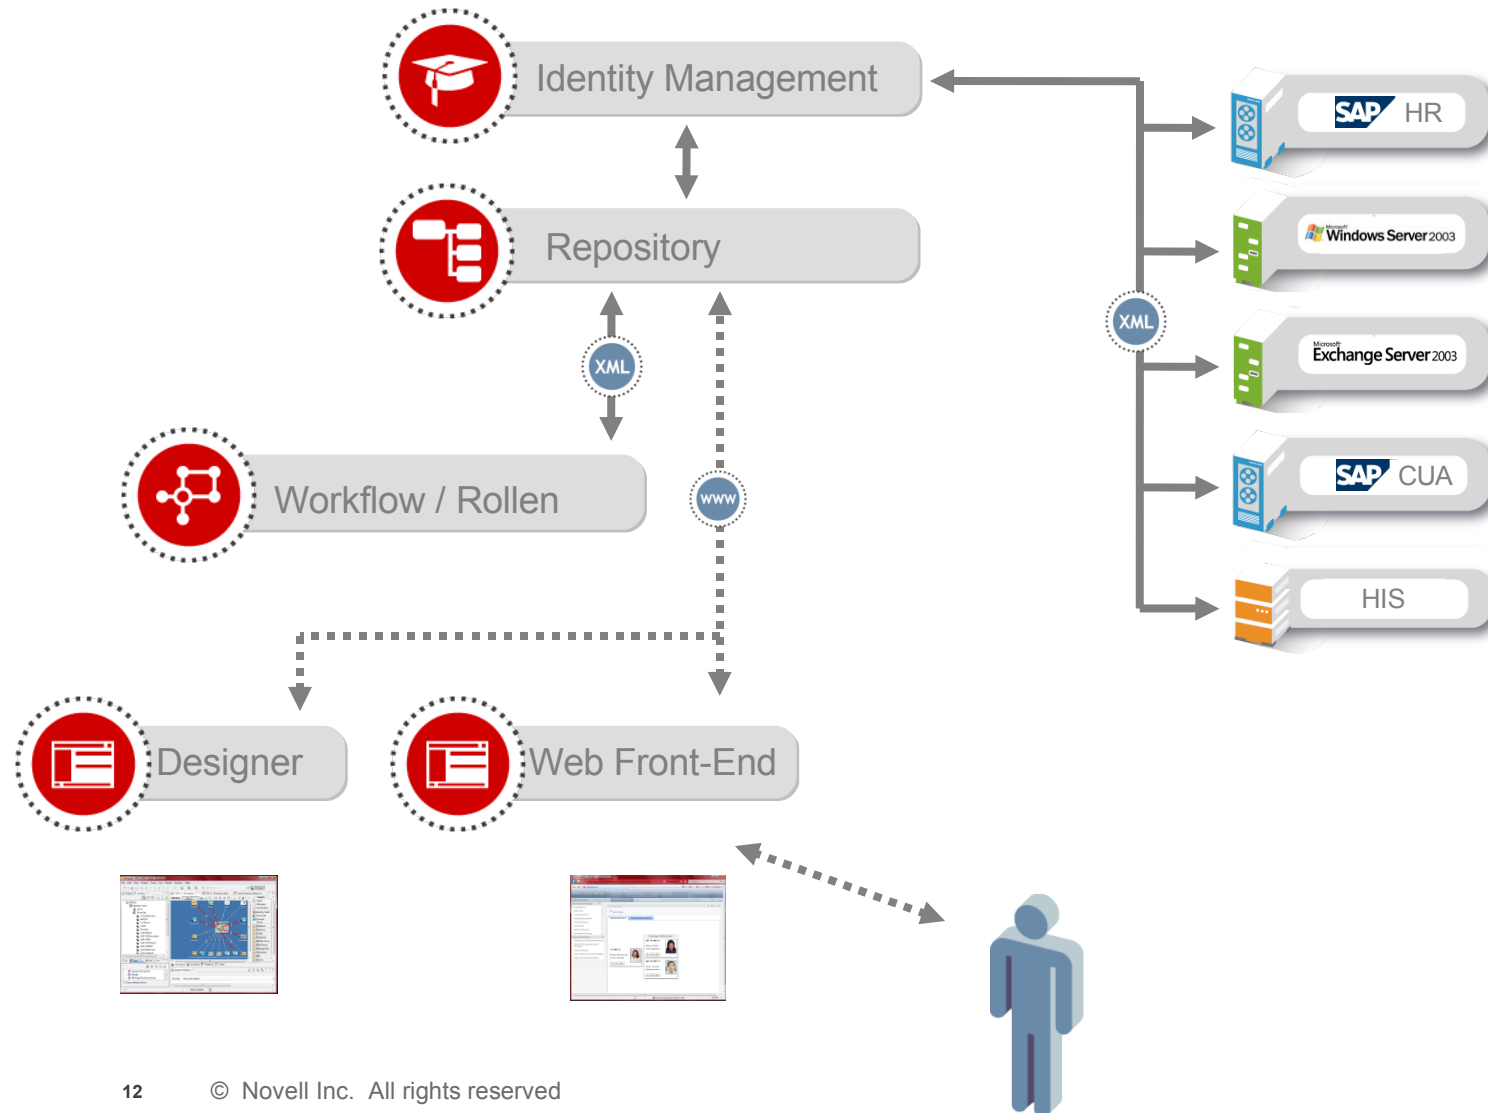 Identity Management
SAP HR
Repository
Microsoft
Windows Server 2003
XML
Microsoft
Exchange Server 2003
XML
Workflow / Rollen
www
SAP CUA
HIS
Designer
Web Front-End
12 © Novell Inc. All rights reserved